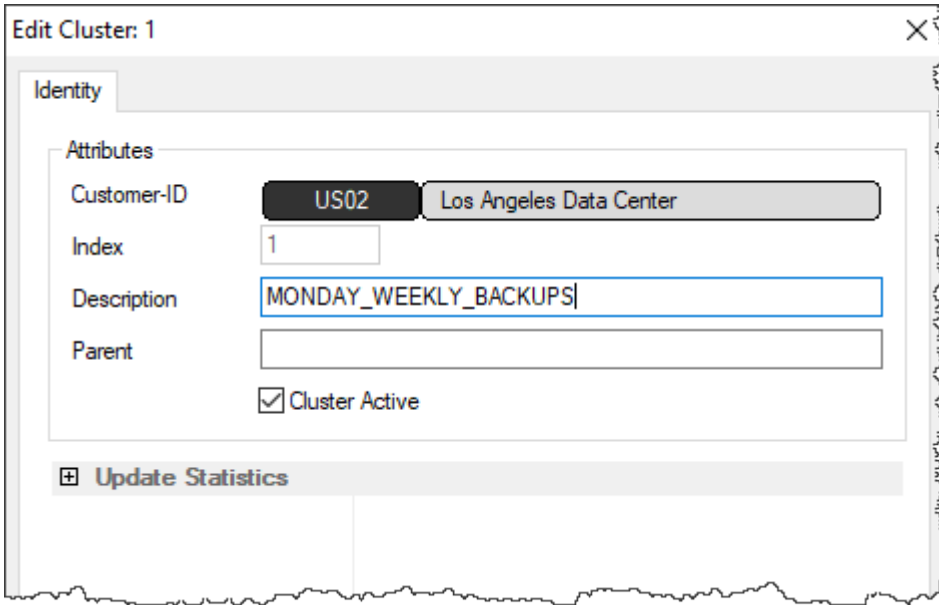 Edit Cluster: 1
Identity
Attributes
Customer-ID US02 Los Angeles Data Center
Index 1
Description MONDAY_WEEKLY_BACKUPS
Parent
Cluster Active
Update Statistics